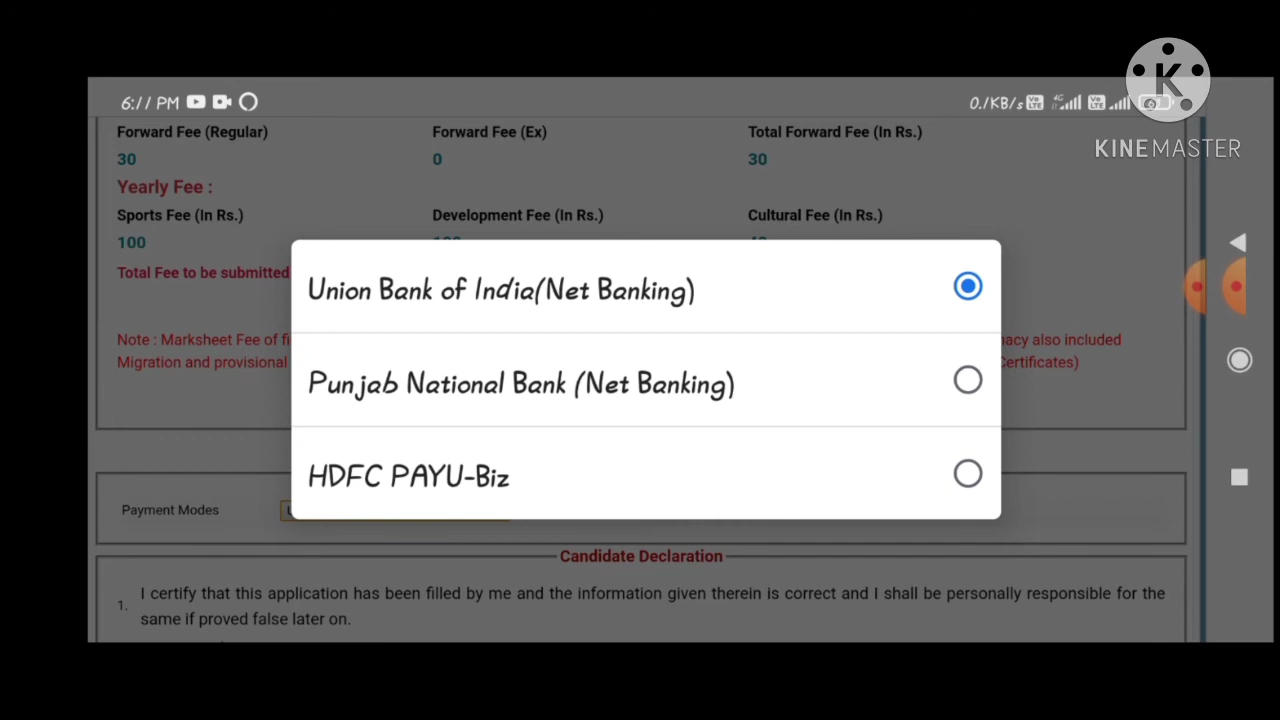 6:11 PM
0.1KB/s
KINEMASTER
Forward Fee (Regular) Forward Fee (Ex) Total Forward Fee (In Rs.)
30 0 30
Yearly Fee :
Sports Fee (In Rs.) Development Fee (In Rs.) Cultural Fee (In Rs.)
100
Total Fee to be submitted
Union Bank of India(Net Banking)
Note : Marksheet Fee of also included
Migration and provisional Certificates)
Punjab National Bank (Net Banking)
HDFC PAYU-Biz
Payment Modes
Candidate Declaration
1. I certify that this application has been filled by me and the information given therein is correct and I shall be personally responsible for the
same if proved false later on.